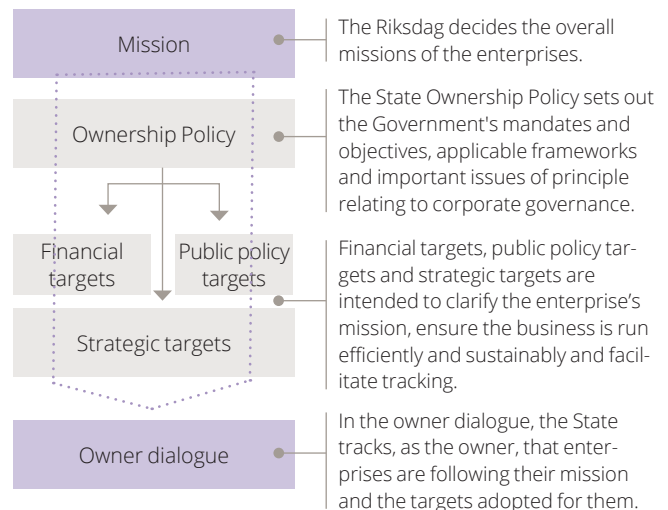 Mission
The Riksdag decides the overall
missions of the enterprises.
Ownership Policy
The State Ownership Policy sets out
the Government's mandates and
objectives, applicable frameworks
and important issues of principle
relating to corporate governance.
Financial
targets
Public policy
targets
Strategic targets
Financial targets, public policy tar-
gets and strategic targets are
intended to clarify the enterprise’s
mission, ensure the business is run
efficiently and sustainably and facil-
itate tracking.
Owner dialogue
In the owner dialogue, the State
tracks, as the owner, that enter-
prises are following their mission
and the targets adopted for them.